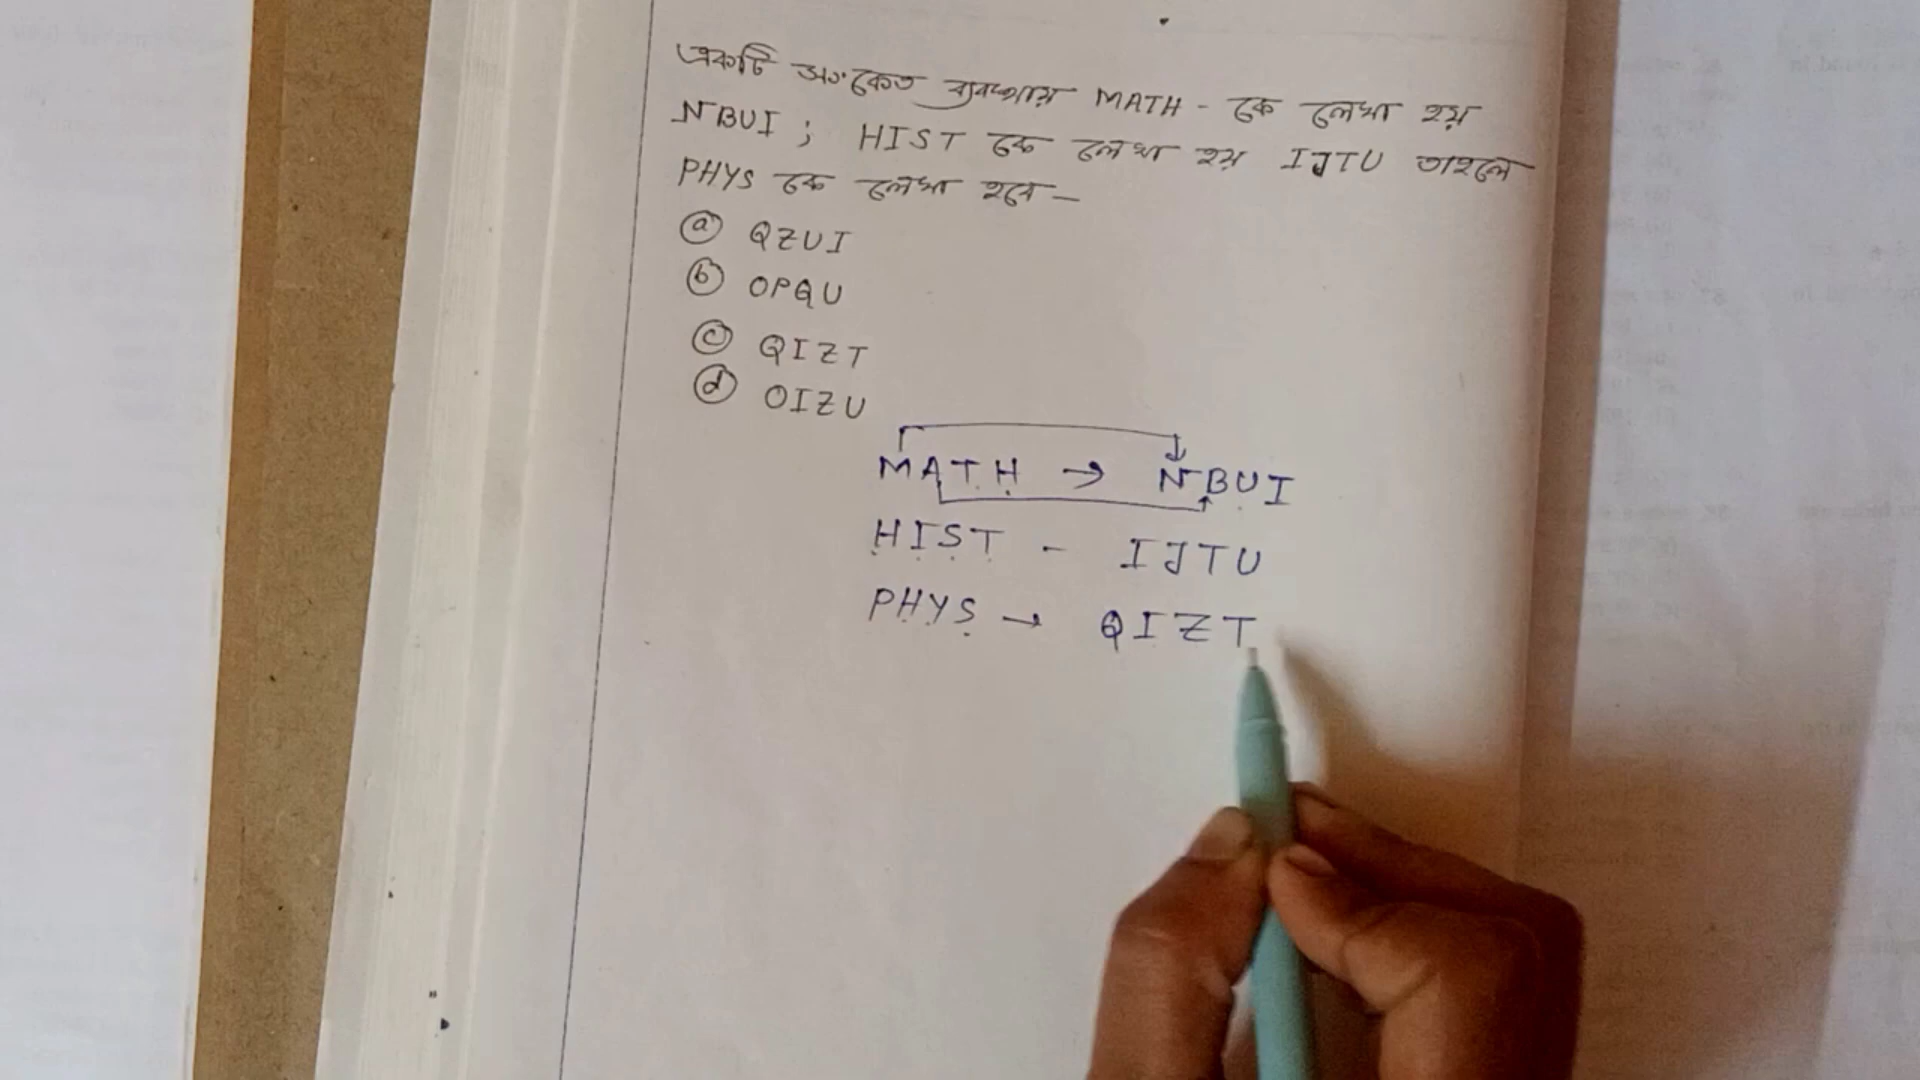 একটি সংকেত ব্যবস্থায় MATH - কে লেখা হয়
NBUI ; HIST কে লেখা হয় IJTU তাহলে
PHYS কে লেখা হবে —
(a) QZUI
(b) OPQU
(c) QIZT
(d) OIZU
MATH → NBUI
HIST - IJTU
PHYS → QIZT